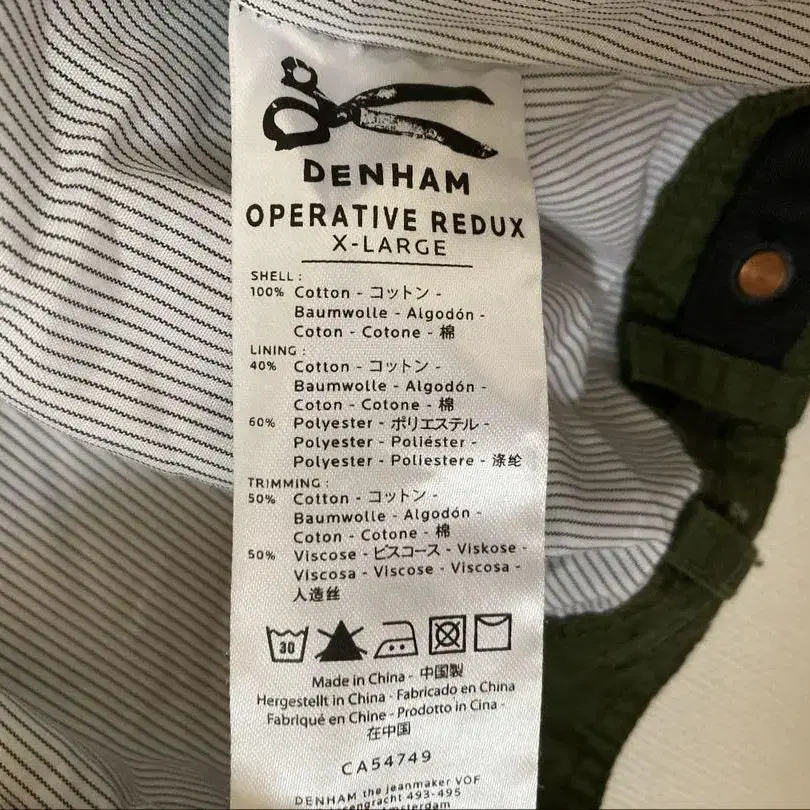 DENHAM
OPERATIVE REDUX
X-LARGE
SHELL :
100% Cotton - コットン -
Baumwolle - Algodón -
Coton - Cotone - 棉
LINING :
40% Cotton - コットン -
Baumwolle - Algodón -
Coton - Cotone - 棉
60% Polyester - ポリエステル -
Polyester - Poliéster -
Polyester - Poliestere - 涤纶
TRIMMING :
50% Cotton - コットン -
Baumwolle - Algodón -
Coton - Cotone - 棉
50% Viscose - ビスコース - Viskose -
Viscosa - Viscose - Viscosa -
人造丝
30
Made in China - 中国製
Hergestellt in China - Fabricado en China
Fabriqué en Chine - Prodotto in Cina -
在中国
CA54749
DENHAM the jeanmaker VOF
493-495